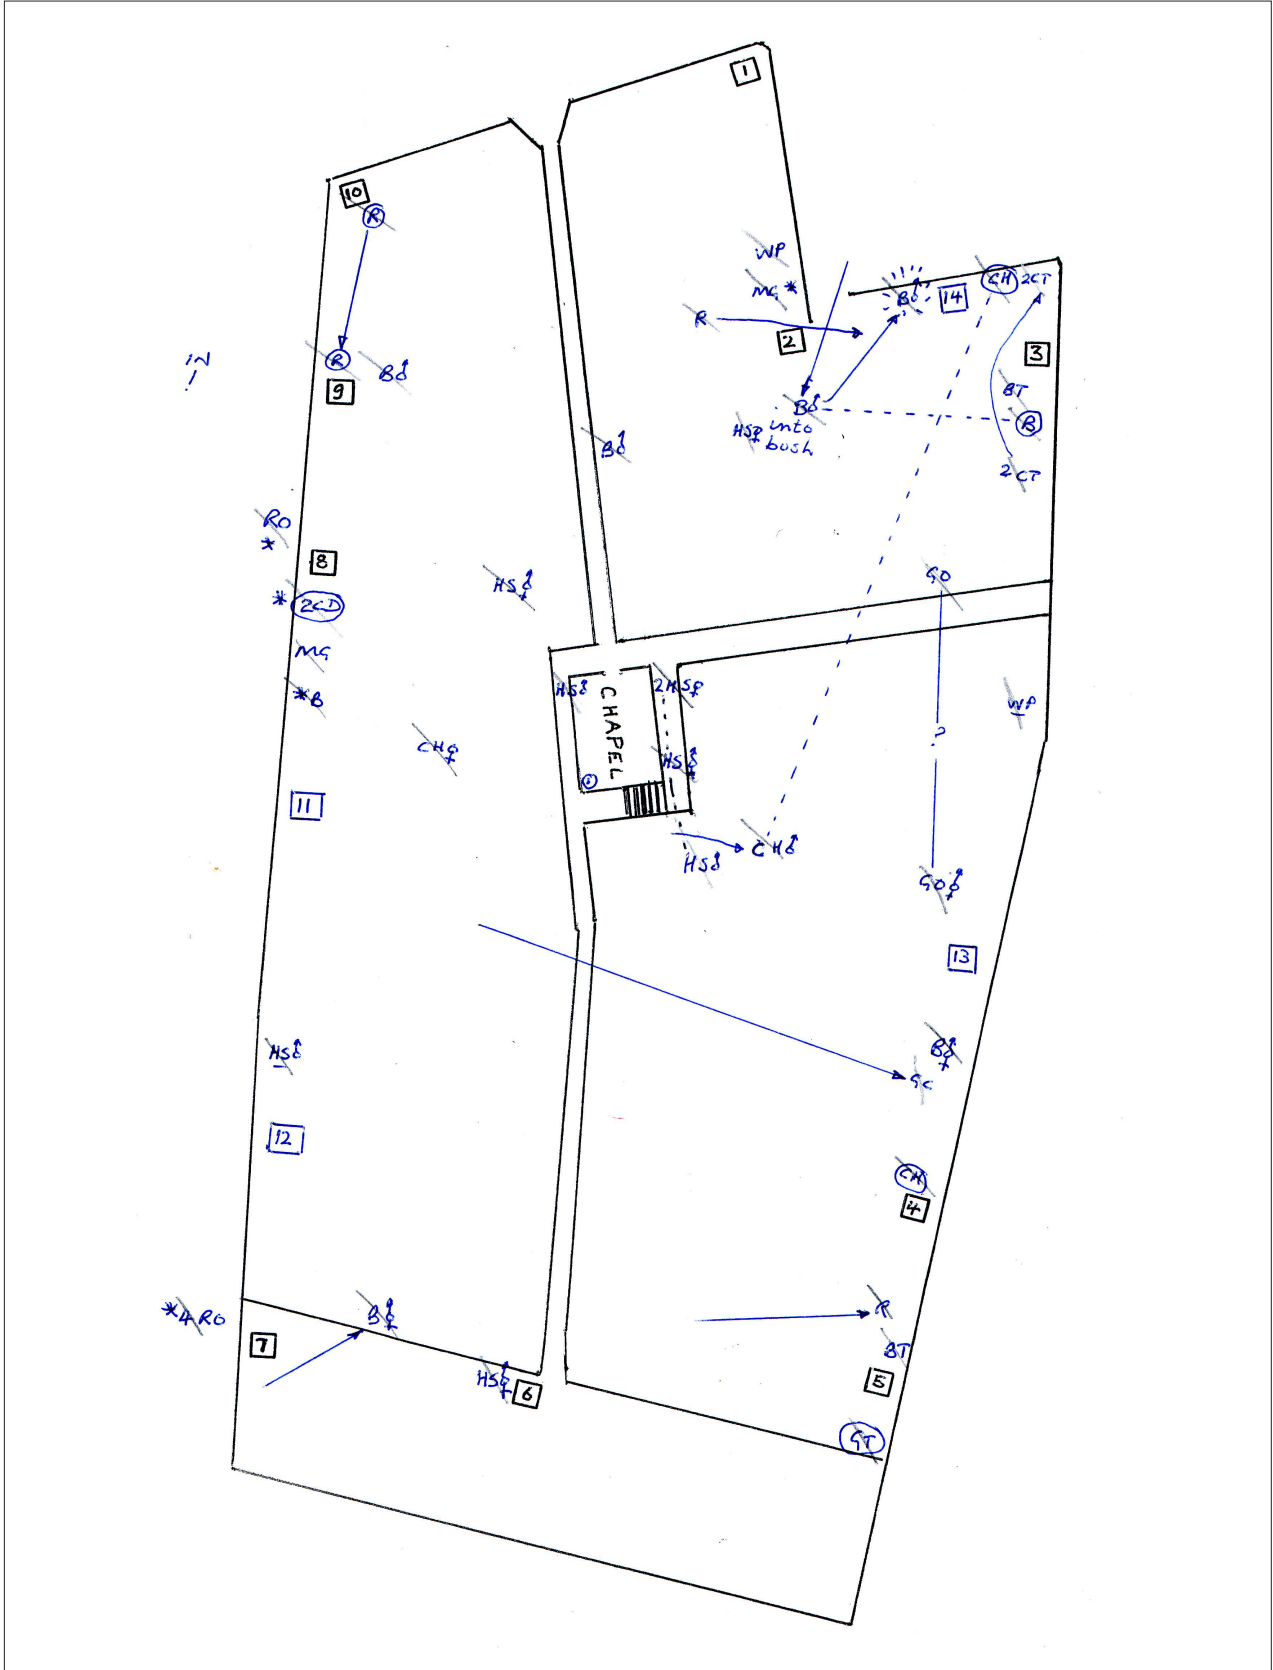 1
10
R
WP
MG *
R
2
B♂
14
CH
2CT
3
R
B♂
9
BT
B♂
into
bush
B
HS♀
B♂
2CT
RO
*
8
HS⚥
GO
*
2CD
MG
*B
HS♂
CHAPEL
2HS♀
WP
?
CH♀
HS⚥
11
CH♂
HS♂
GO⚥
13
HS♂
B⚥
GC
12
CH
4
*4 RO
B♀
R
7
BT
HS⚥
6
5
GT